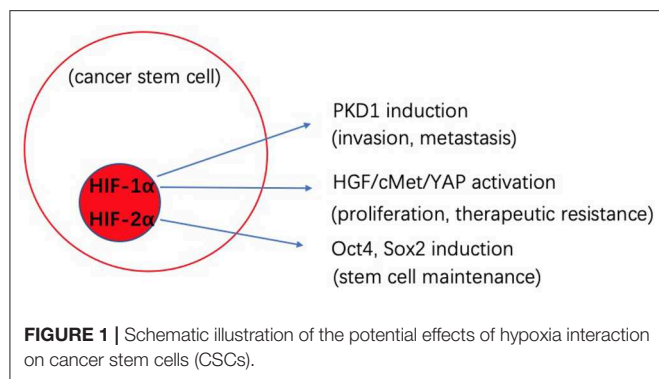 (cancer stem cell)
PKD1 induction
(invasion, metastasis)
HIF-1α
HGF/cMet/YAP activation
(proliferation, therapeutic resistance)
HIF-2α
Oct4, Sox2 induction
(stem cell maintenance)
FIGURE 1 | Schematic illustration of the potential effects of hypoxia interaction
on cancer stem cells (CSCs).